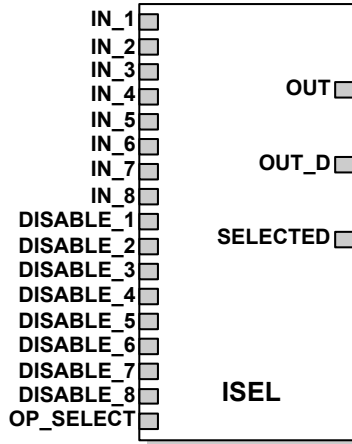 IN_1
IN_2
IN_3
IN_4
IN_5
IN_6
IN_7
IN_8
DISABLE_1
DISABLE_2
DISABLE_3
DISABLE_4
DISABLE_5
DISABLE_6
DISABLE_7
DISABLE_8
OP_SELECT
OUT
OUT_D
SELECTED
ISEL